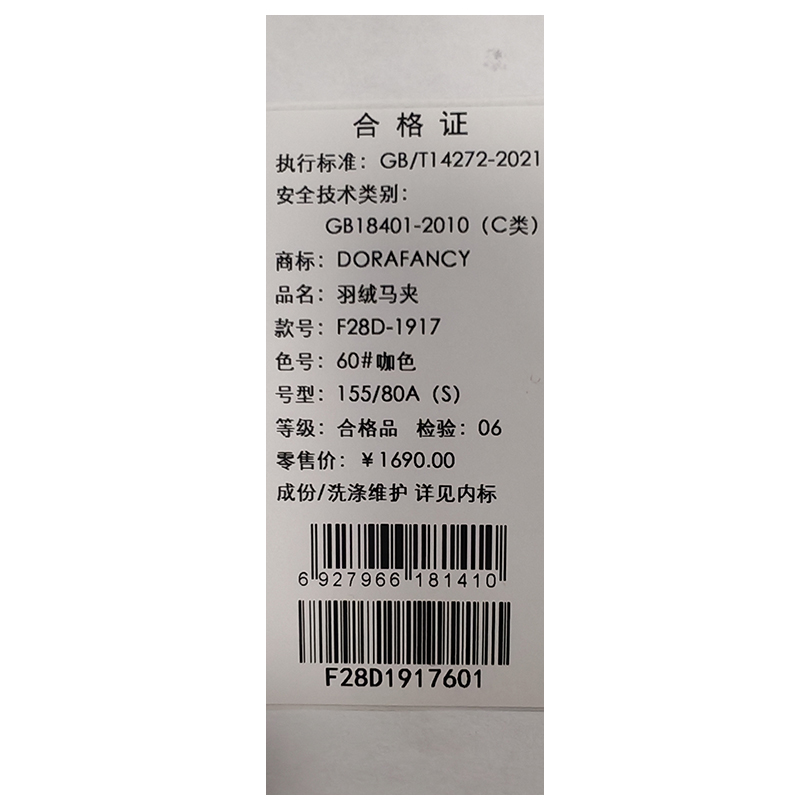 合格证
执行标准：GB/T14272-2021
安全技术类别：
GB18401-2010（C类）
商标：DORAFANCY
品名：羽绒马夹
款号：F28D-1917
色号：60#咖色
号型：155/80A（S）
等级：合格品 检验：06
零售价：￥1690.00
成份/洗涤维护 详见内标
6 927966 181410
F28D1917601